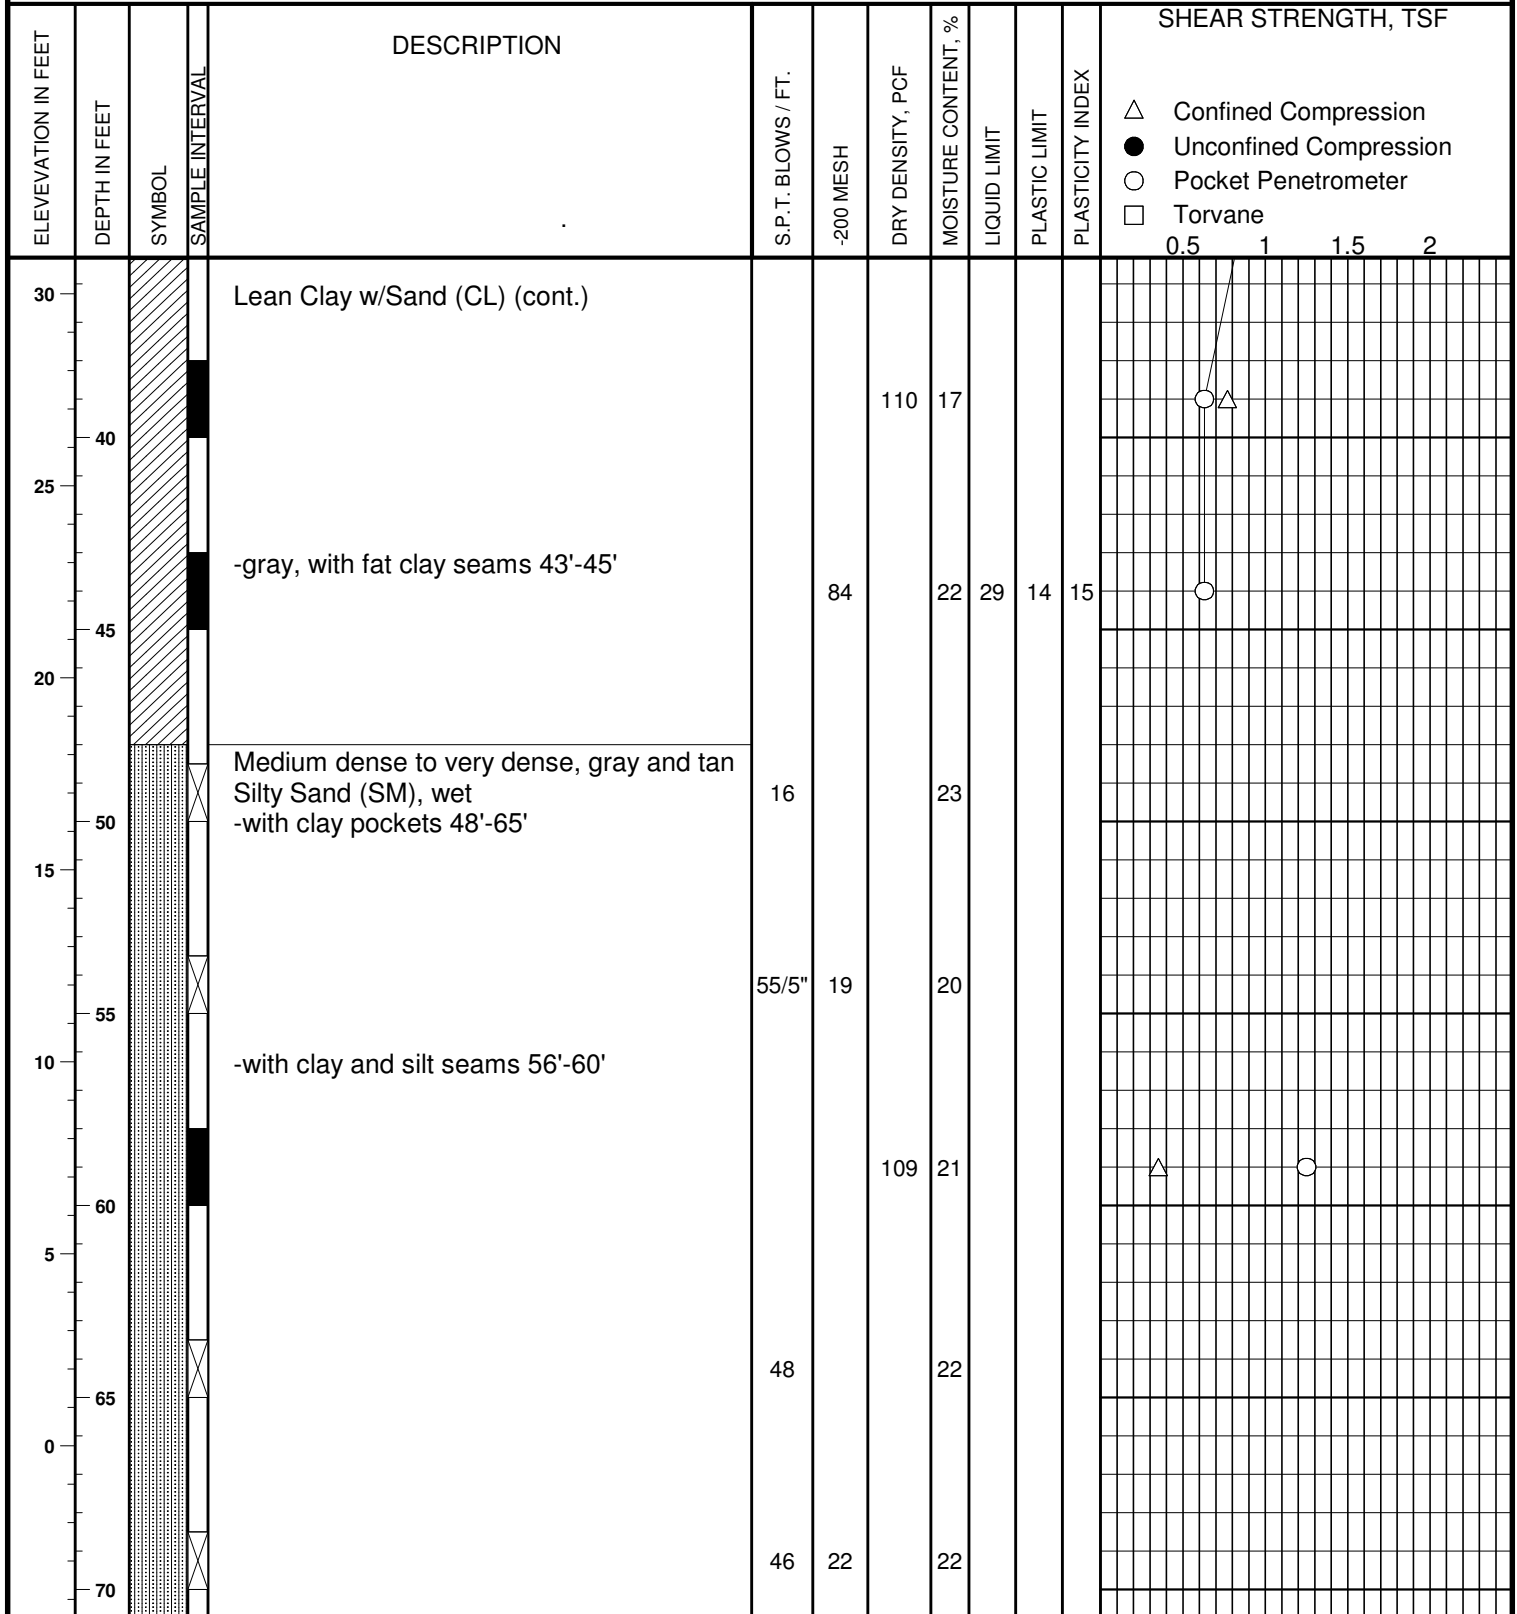 SHEAR STRENGTH, TSF
DESCRIPTION
ELEVEVATION IN FEET
DEPTH IN FEET
SYMBOL
SAMPLE INTERVAL
S.P.T. BLOWS / FT.
-200 MESH
DRY DENSITY, PCF
MOISTURE CONTENT, %
LIQUID LIMIT
PLASTIC LIMIT
PLASTICITY INDEX
Confined Compression
Unconfined Compression
Pocket Penetrometer
Torvane
.
0.5 1 1.5 2
30 Lean Clay w/Sand (CL) (cont.)
110 17
40
25
-gray, with fat clay seams 43'-45'
84 22 29 14 15
45
20
Medium dense to very dense, gray and tan
Silty Sand (SM), wet 16 23
50 -with clay pockets 48'-65'
15
55/5" 19 20
55
10 -with clay and silt seams 56'-60'
109 21
60
5
48 22
65
0
46 22 22
70